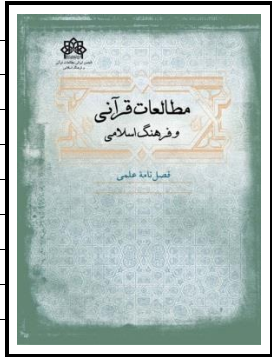 مطالعات قرآنی
و فرهنگ اسلامی
فصل‌نامهٔ علمی